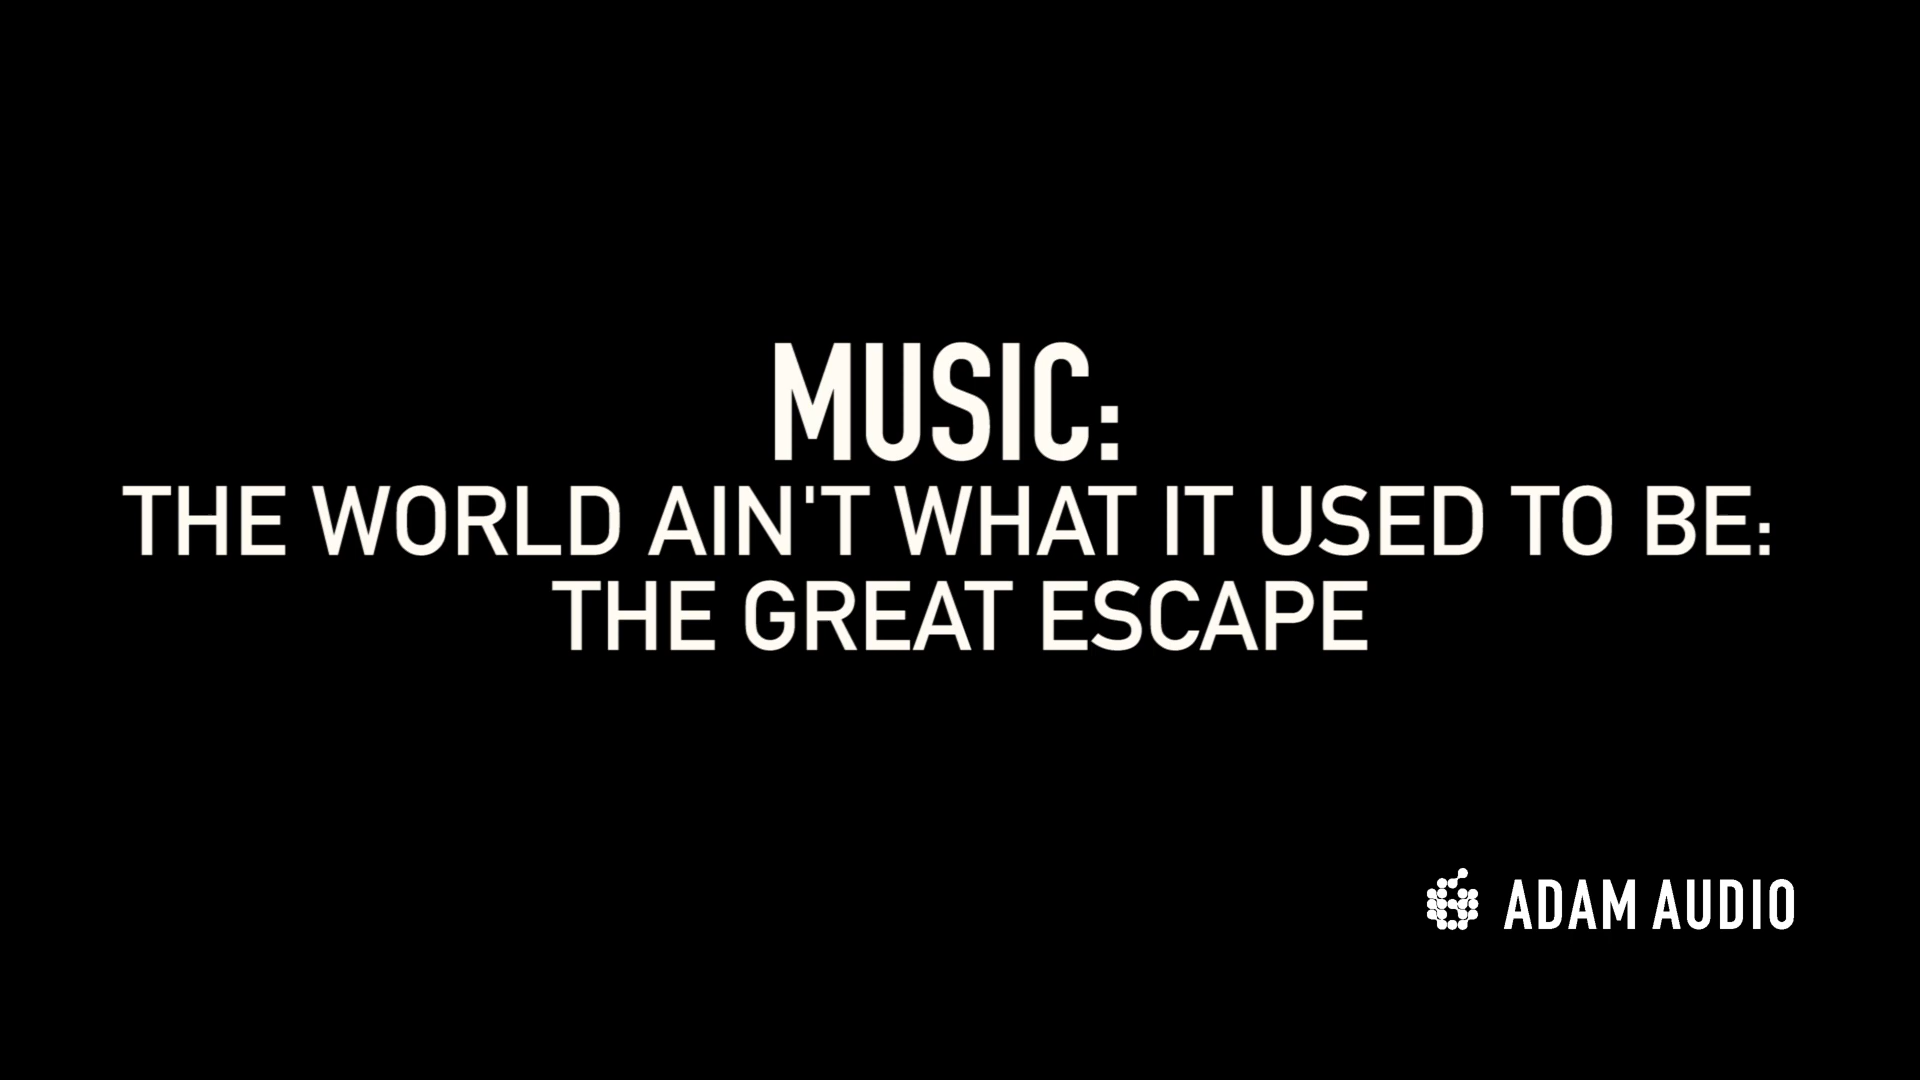 MUSIC:
THE WORLD AIN'T WHAT IT USED TO BE:
THE GREAT ESCAPE
ADAM AUDIO